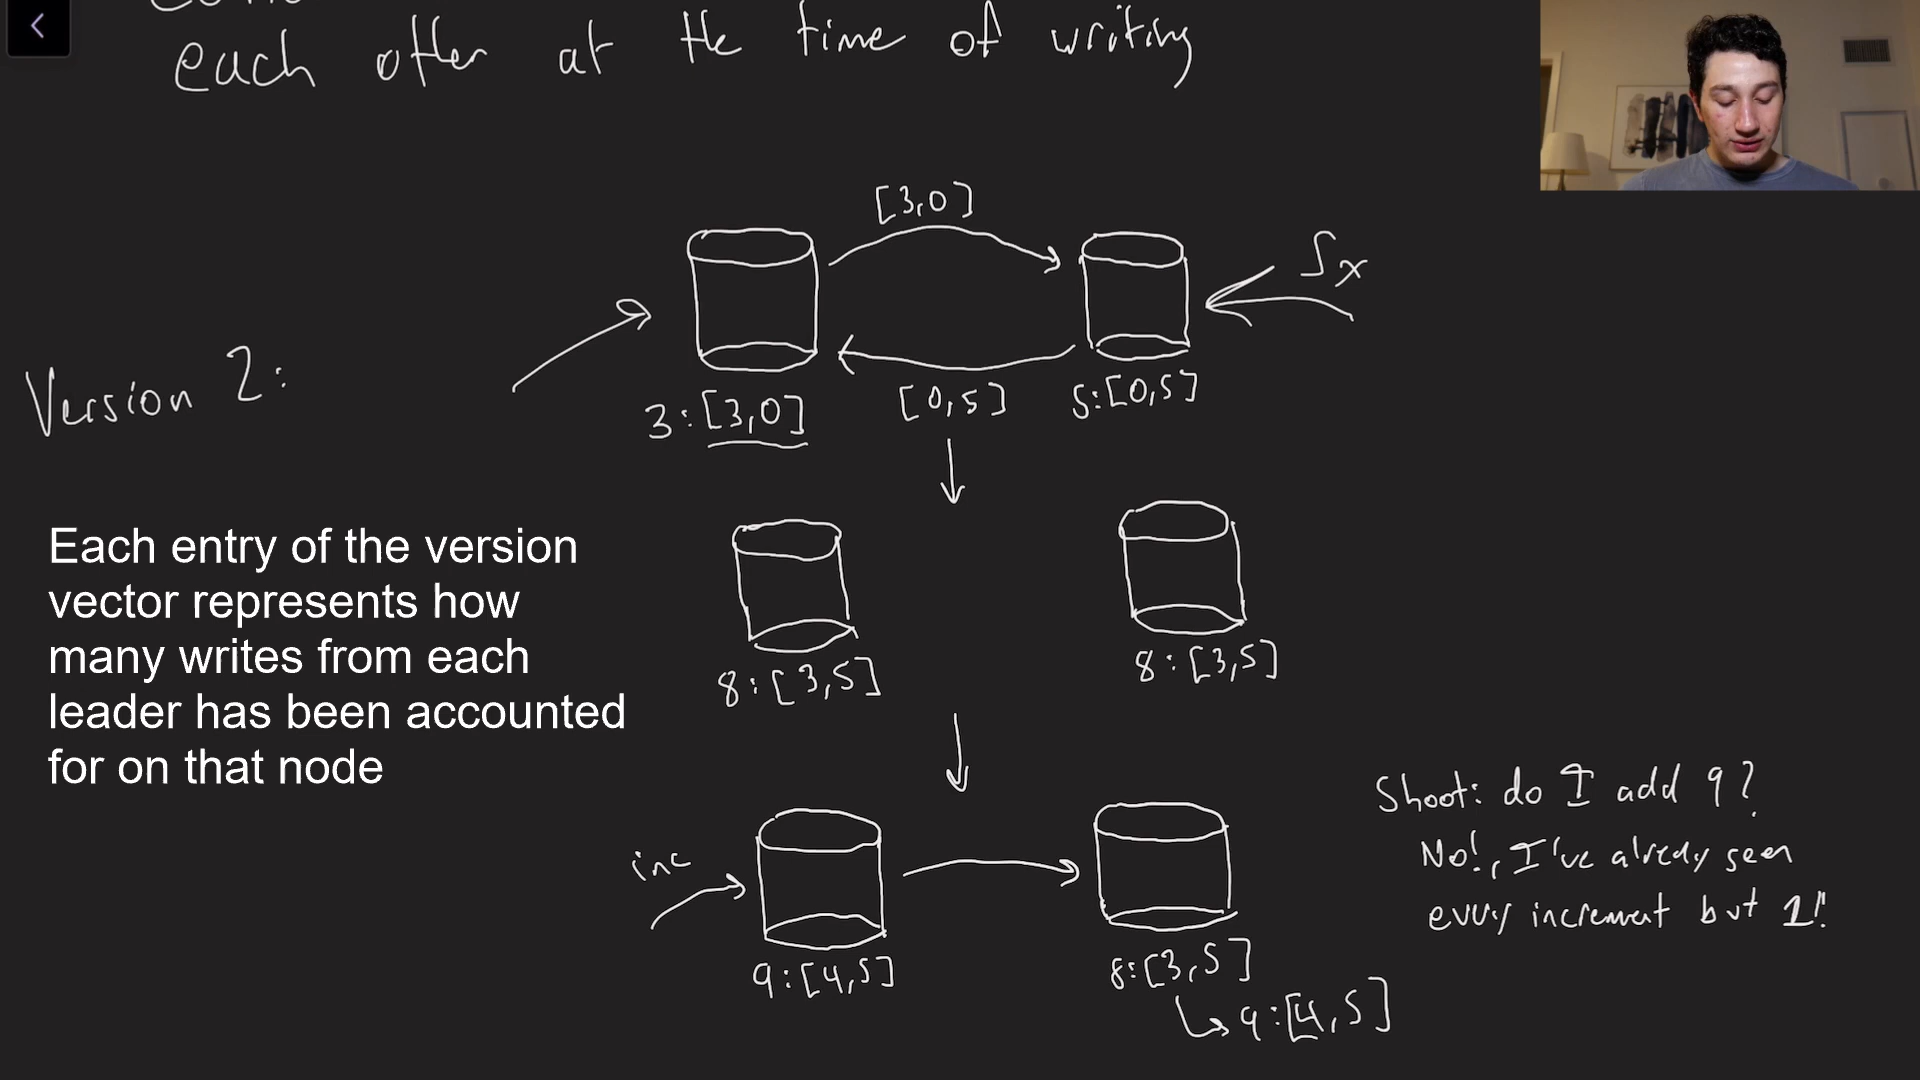 each other at the time of writing
[3,0]
5x
3:[3,0]
[0,5]
5:[0,5]
Version 2:
Each entry of the version
vector represents how
many writes from each
leader has been accounted
for on that node
8:[3,5]
8:[3,5]
inc
9:[4,5]
8:[3,5]
9:[4,5]
Shoot: do I add 9?
No!, I've already seen
every increment but 1!!